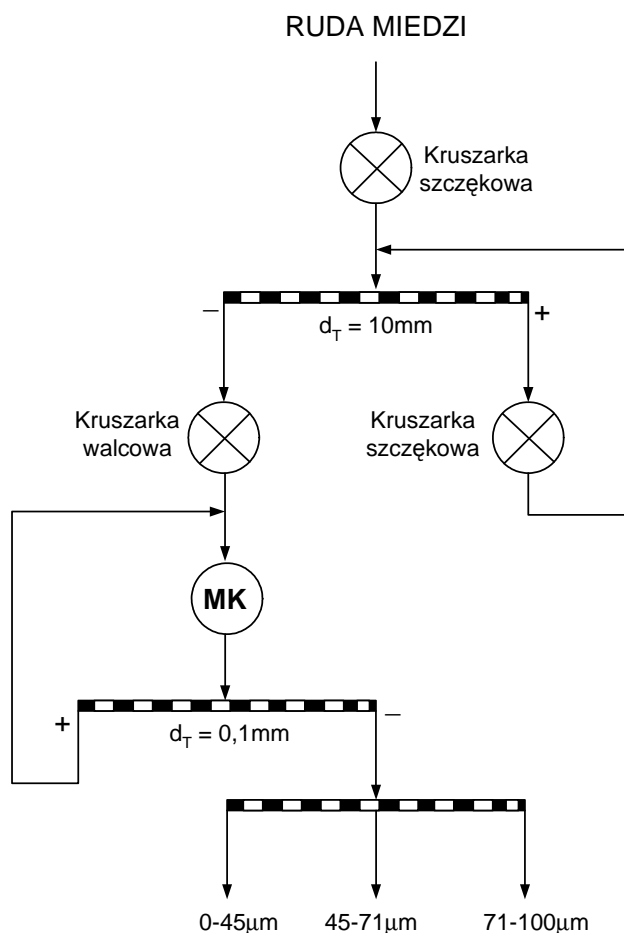 RUDA MIEDZI
Kruszarka
szczękowa
– +
d_T = 10mm
Kruszarka
walcowa
Kruszarka
szczękowa
MK
+ –
d_T = 0,1mm
0-45μm 45-71μm 71-100μm